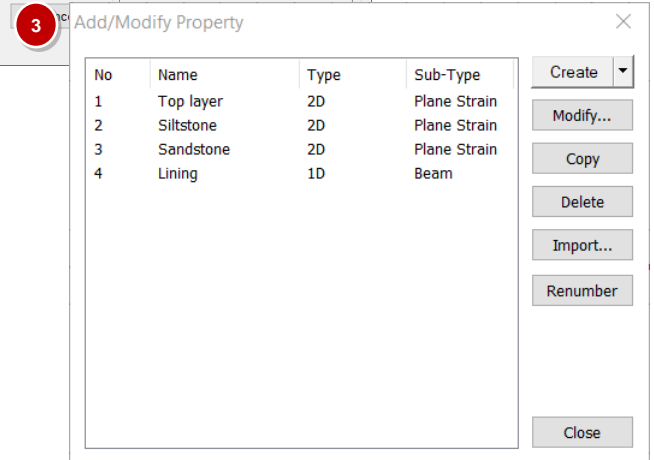 3
Add/Modify Property
No Name Type Sub-Type
1 Top layer 2D Plane Strain
2 Siltstone 2D Plane Strain
3 Sandstone 2D Plane Strain
4 Lining 1D Beam
Create
Modify...
Copy
Delete
Import...
Renumber
Close